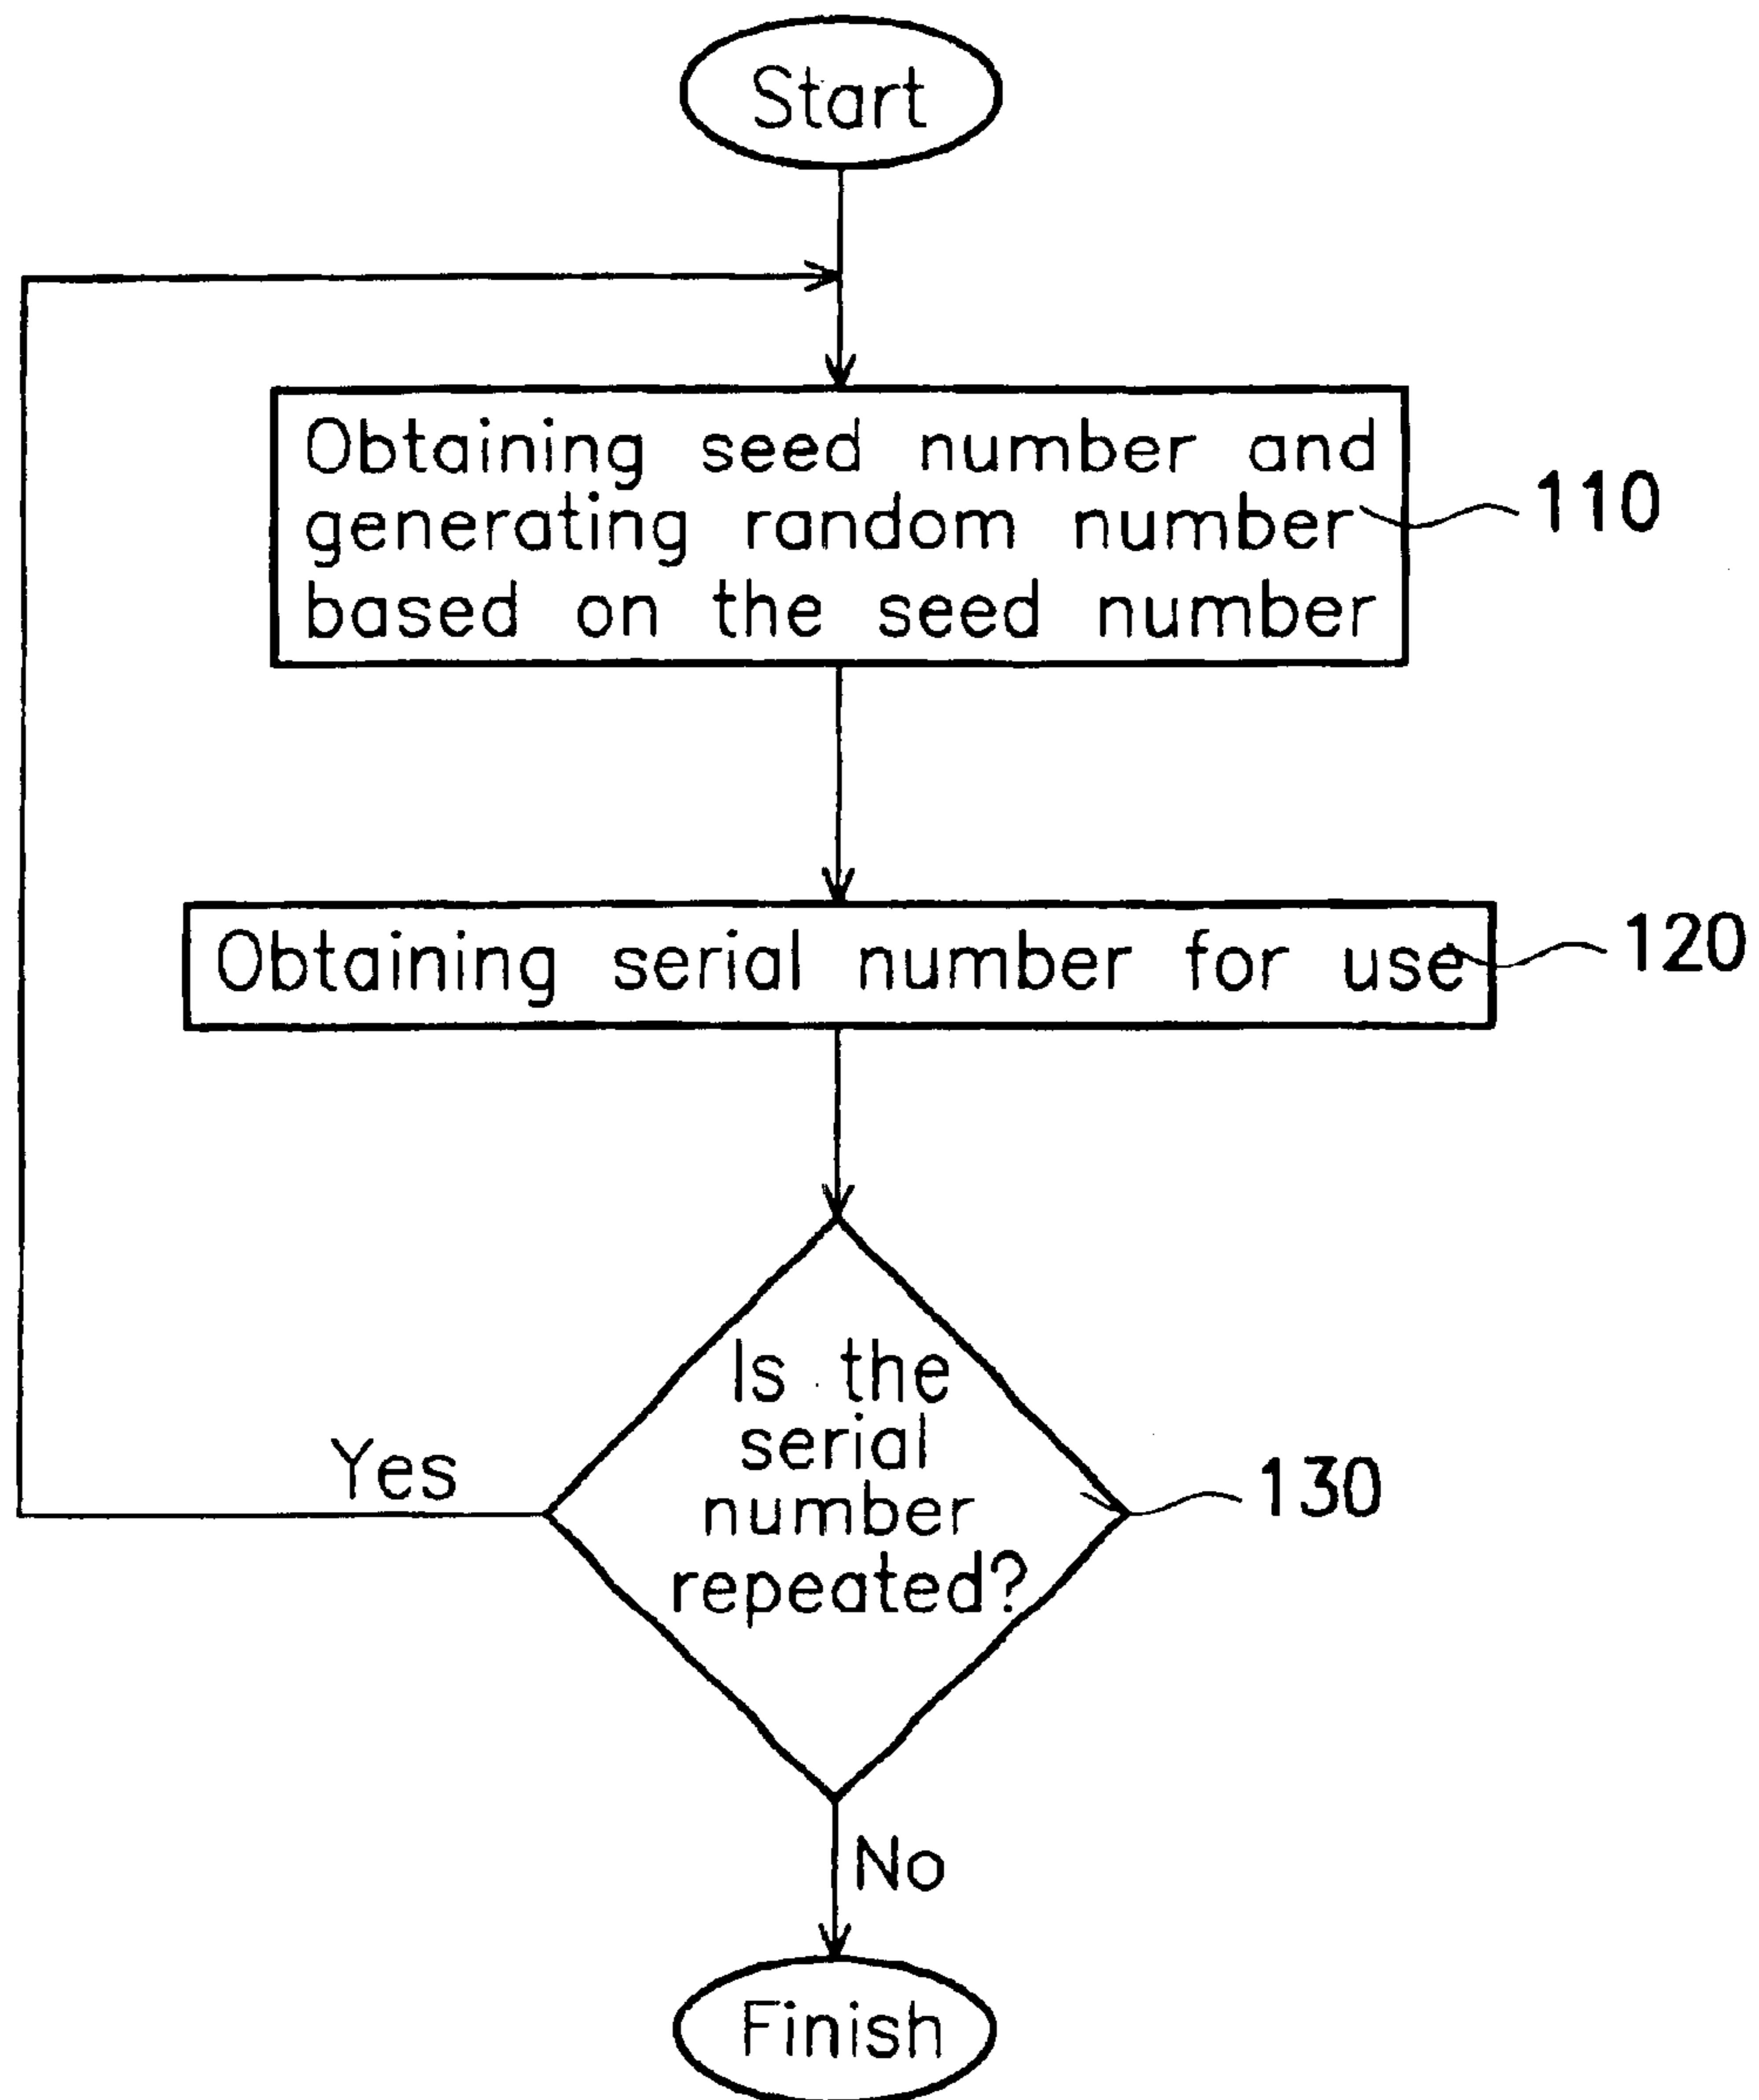 Start
Obtaining seed number and
generating random number
based on the seed number
110
Obtaining serial number for use
120
Is the
serial
number
repeated?
130
Yes
No
Finish